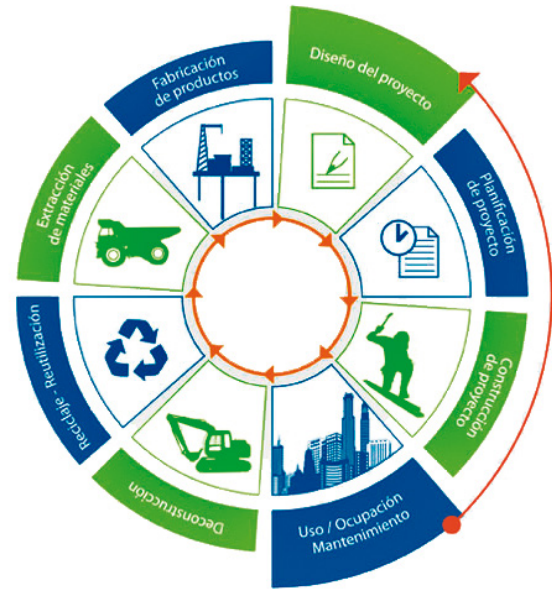 Diseño del proyecto
Planificación
de proyecto
Construcción
de proyecto
Uso / Ocupación
Mantenimiento
Deconstrucción
Reciclaje - Reutilización
Extracción
de materiales
Fabricación
de productos